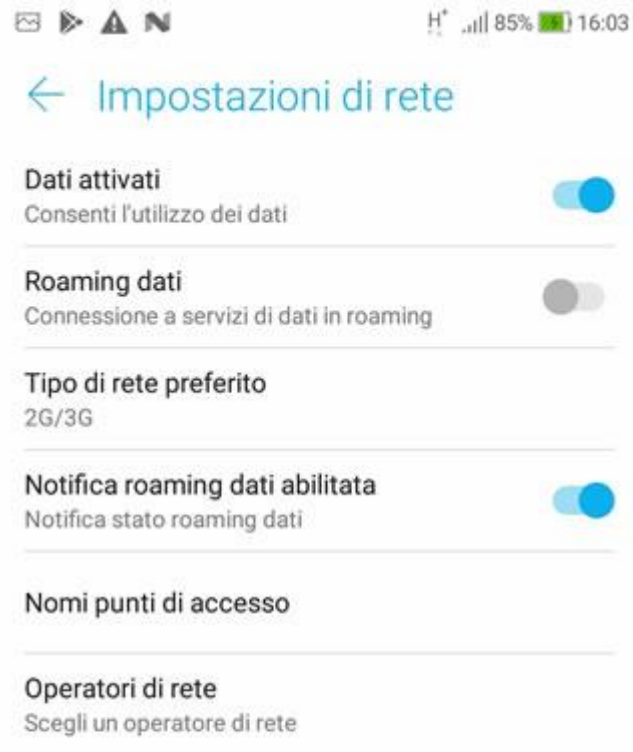 H+ 85% 16:03
Impostazioni di rete
Dati attivati
Consenti l'utilizzo dei dati
Roaming dati
Connessione a servizi di dati in roaming
Tipo di rete preferito
2G/3G
Notifica roaming dati abilitata
Notifica stato roaming dati
Nomi punti di accesso
Operatori di rete
Scegli un operatore di rete